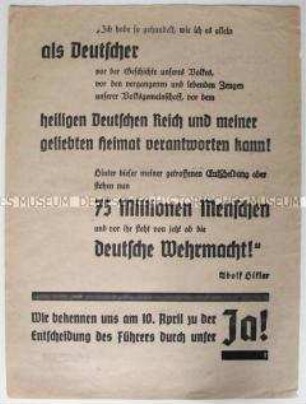 „Ich habe so gehandelt, wie ich es allein
als Deutscher
vor der Geschichte unseres Volkes,
vor den vergangenen und lebenden Zeugen
unserer Volksgemeinschaft, vor dem
heiligen Deutschen Reich und meiner
geliebten Heimat verantworten kann!
Hinter dieser meiner getroffenen Entscheidung aber
stehen nun
75 Millionen Menschen
und vor ihr steht von jetzt ab die
deutsche Wehrmacht!“
Adolf Hitler
Wir bekennen uns am 10. April zu der
Entscheidung des Führers durch unser
Ja!
MUSEUM DEUTSCHES MUSEUM